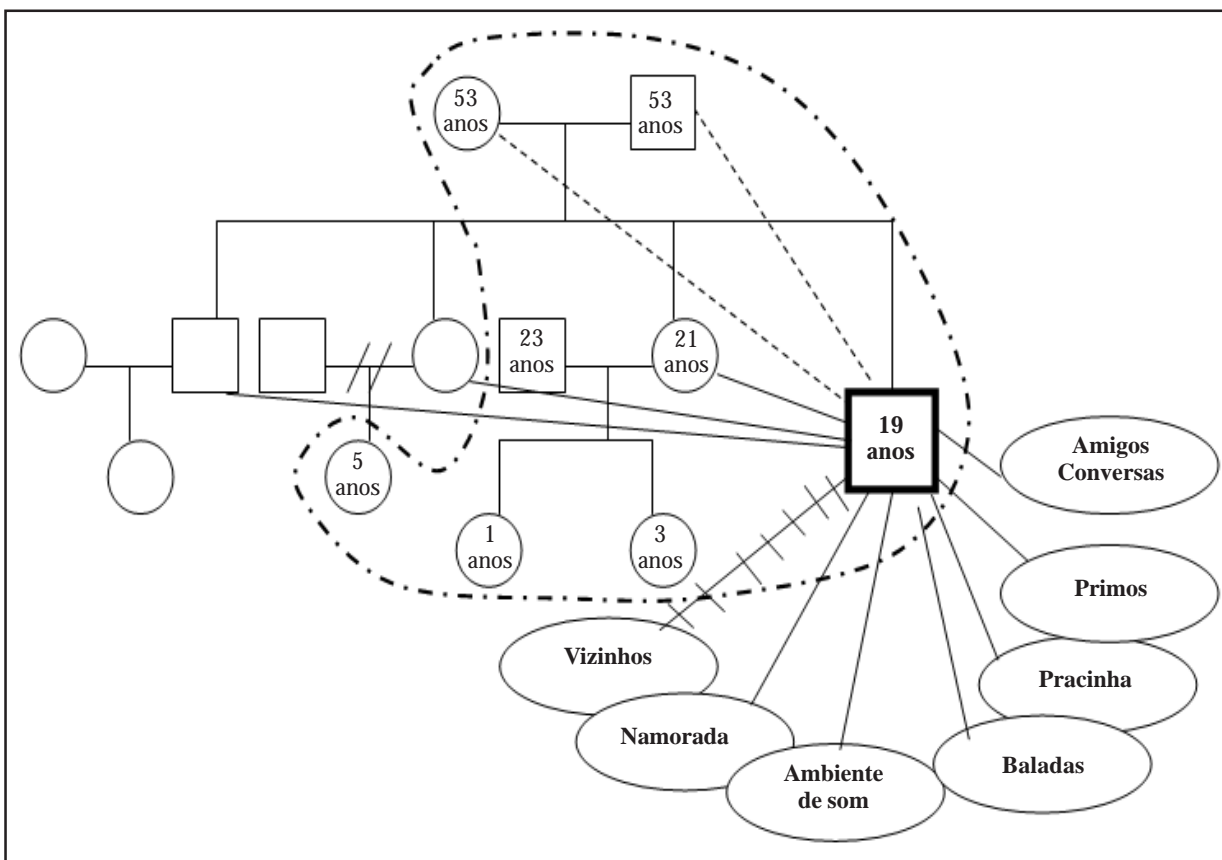 53
anos
53
anos
23
anos
21
anos
19
anos
5
anos
1
anos
3
anos
Amigos
Conversas
Primos
Pracinha
Baladas
Ambiente
de som
Namorada
Vizinhos